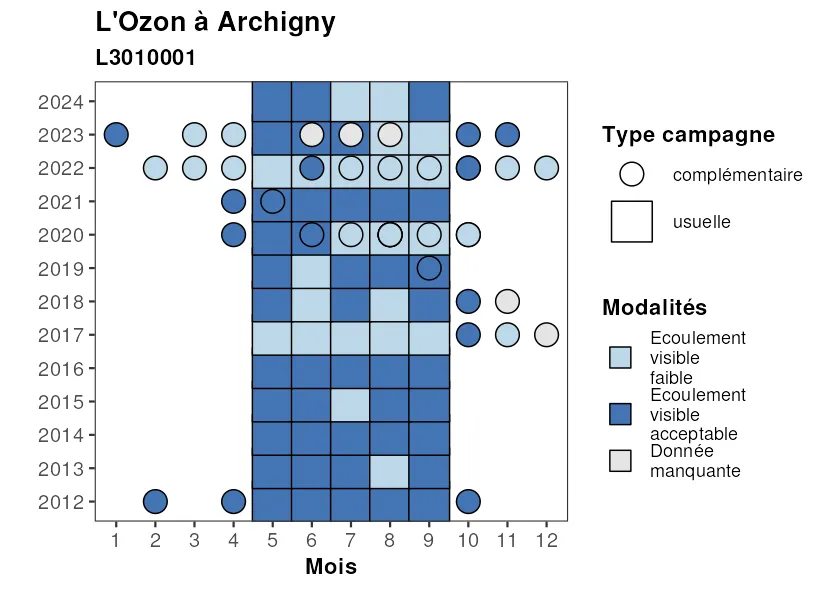 L'Ozon à Archigny
L3010001
2024
2023
2022
2021
2020
2019
2018
2017
2016
2015
2014
2013
2012
1 2 3 4 5 6 7 8 9 10 11 12
Mois
Type campagne
complémentaire
usuelle
Modalités
Ecoulement
visible
faible
Ecoulement
visible
acceptable
Donnée
manquante